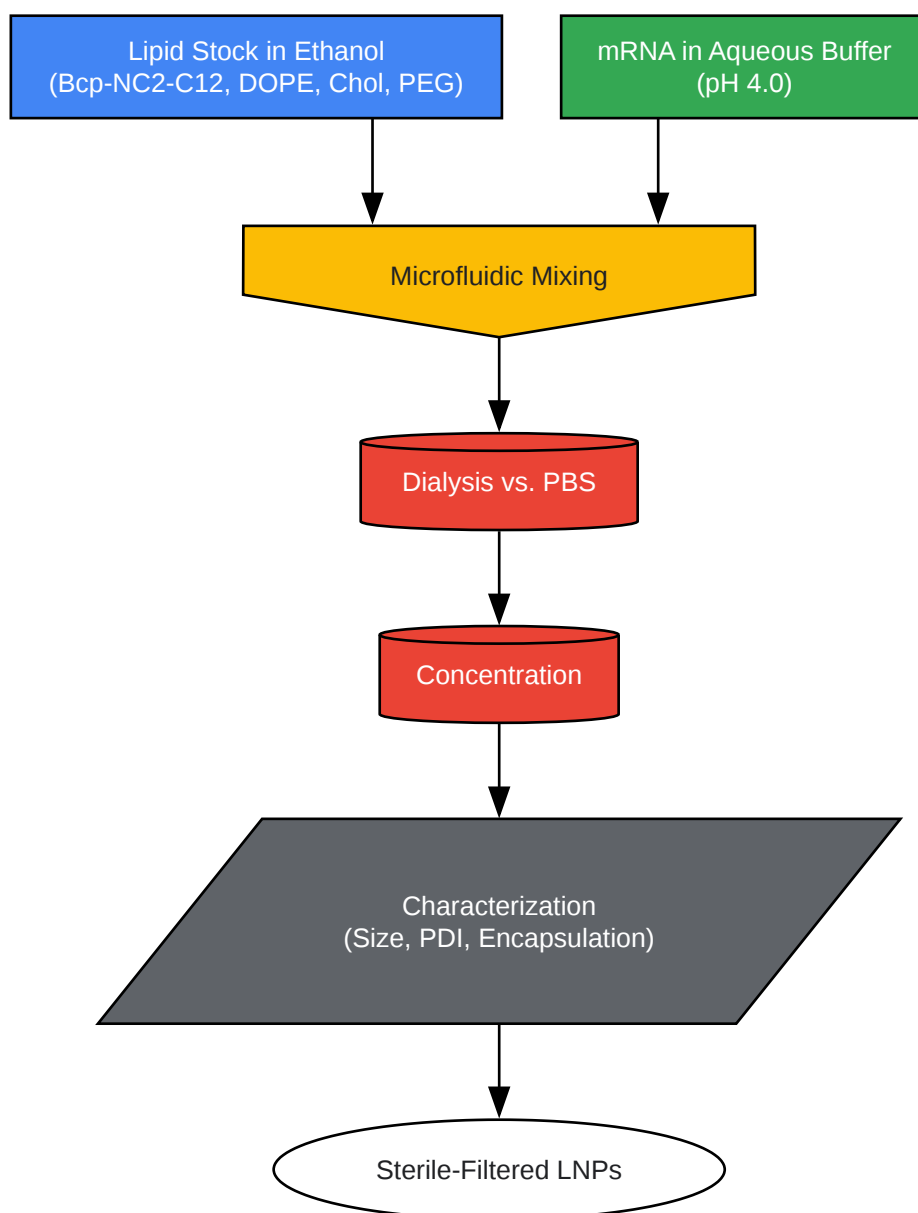 Lipid Stock in Ethanol
(Bcp-NC2-C12, DOPE, Chol, PEG)
mRNA in Aqueous Buffer
(pH 4.0)
Microfluidic Mixing
Dialysis vs. PBS
Concentration
Characterization
(Size, PDI, Encapsulation)
Sterile-Filtered LNPs